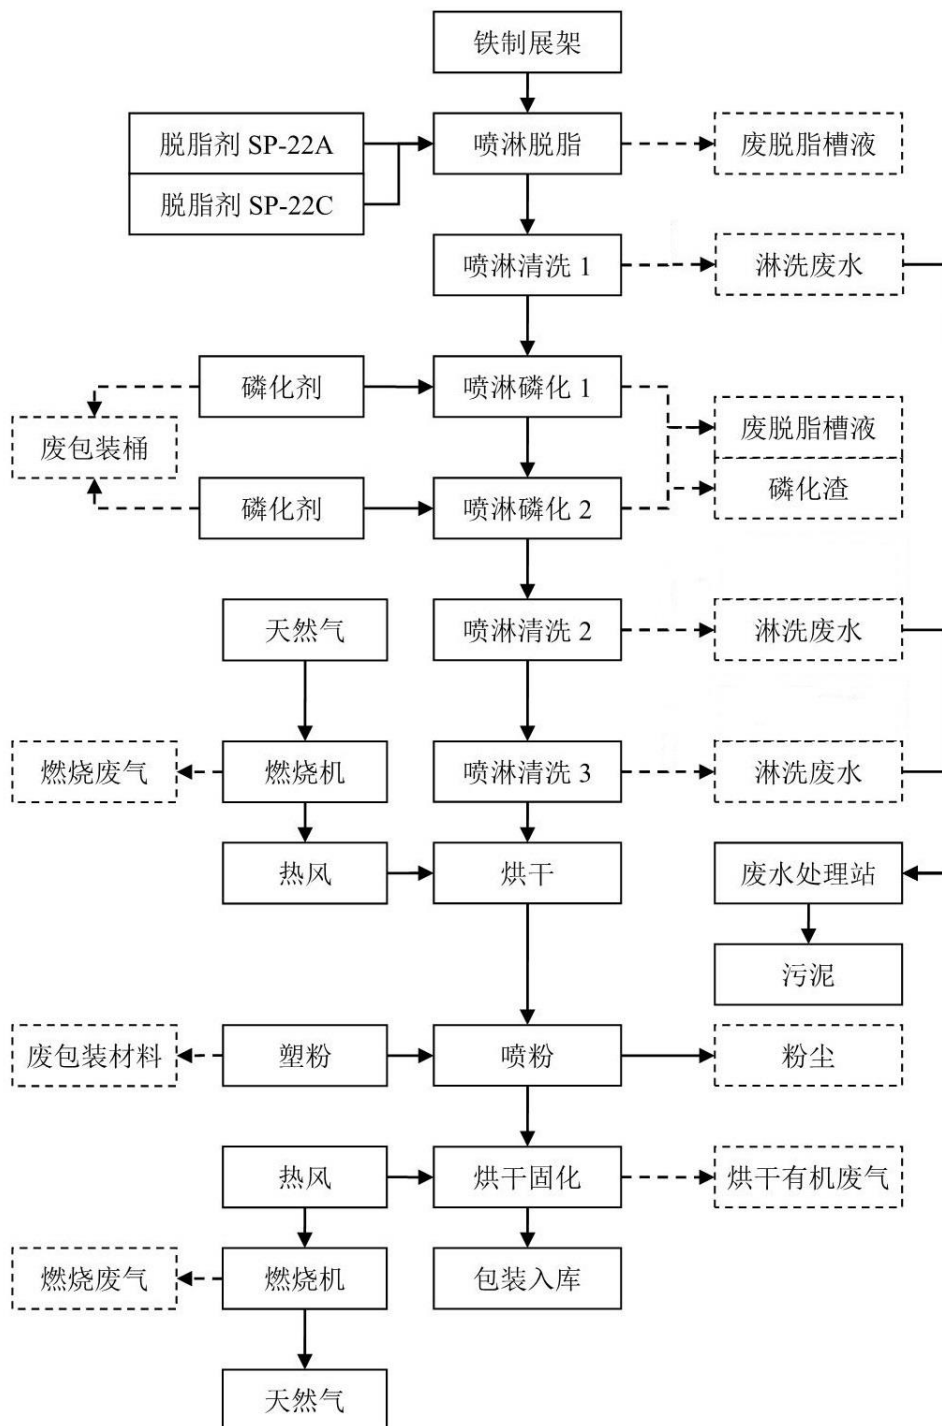 铁制展架
脱脂剂 SP-22A
喷淋脱脂
废脱脂槽液
脱脂剂 SP-22C
喷淋清洗 1
淋洗废水
磷化剂
喷淋磷化 1
废包装桶
废脱脂槽液
磷化渣
磷化剂
喷淋磷化 2
天然气
喷淋清洗 2
淋洗废水
燃烧废气
燃烧机
喷淋清洗 3
淋洗废水
热风
烘干
废水处理站
污泥
废包装材料
塑粉
喷粉
粉尘
热风
烘干固化
烘干有机废气
燃烧废气
燃烧机
包装入库
天然气